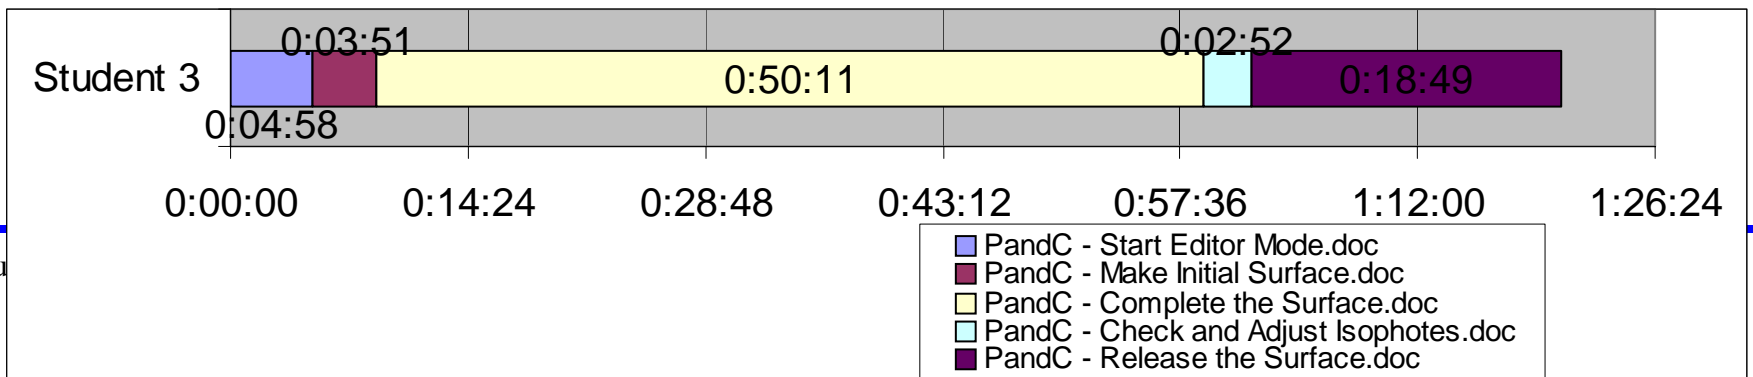 0:03:51 0:02:52
Student 3 0:50:11 0:18:49
0:04:58
0:00:00 0:14:24 0:28:48 0:43:12 0:57:36 1:12:00 1:26:24
PandC - Start Editor Mode.doc
PandC - Make Initial Surface.doc
PandC - Complete the Surface.doc
PandC - Check and Adjust Isophotes.doc
PandC - Release the Surface.doc